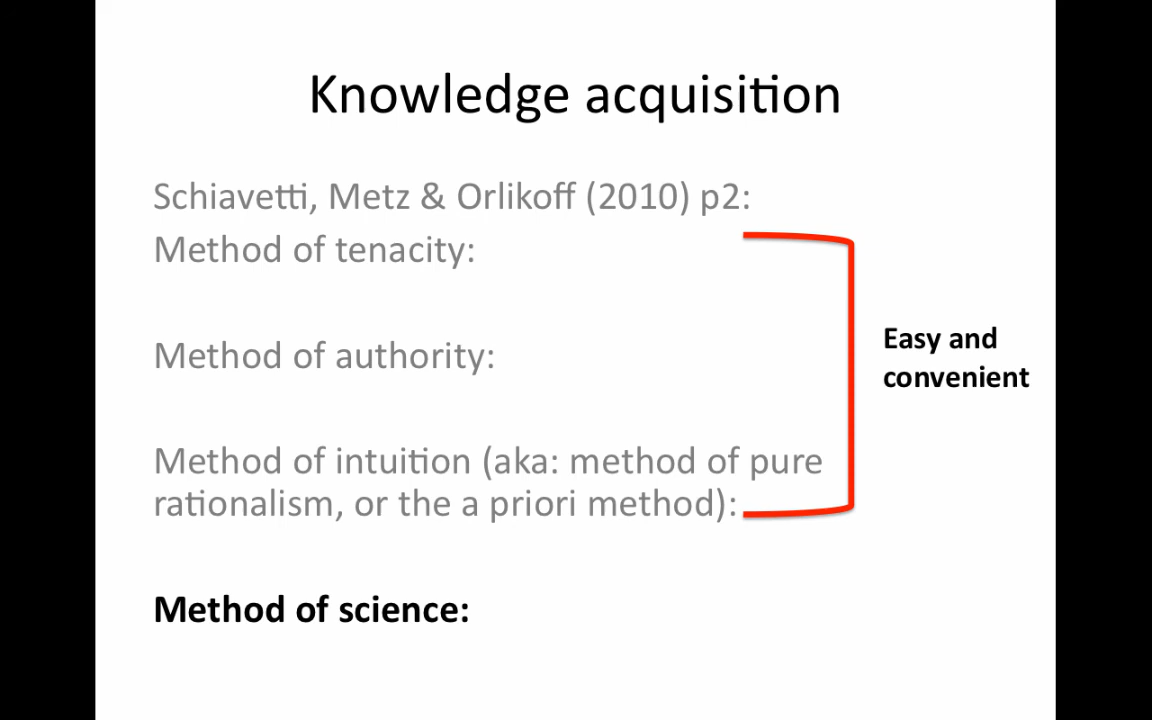 Knowledge acquisition
Schiavetti, Metz & Orlikoff (2010) p2:
Method of tenacity:
Easy and
convenient
Method of authority:
Method of intuition (aka: method of pure
rationalism, or the a priori method):
Method of science: